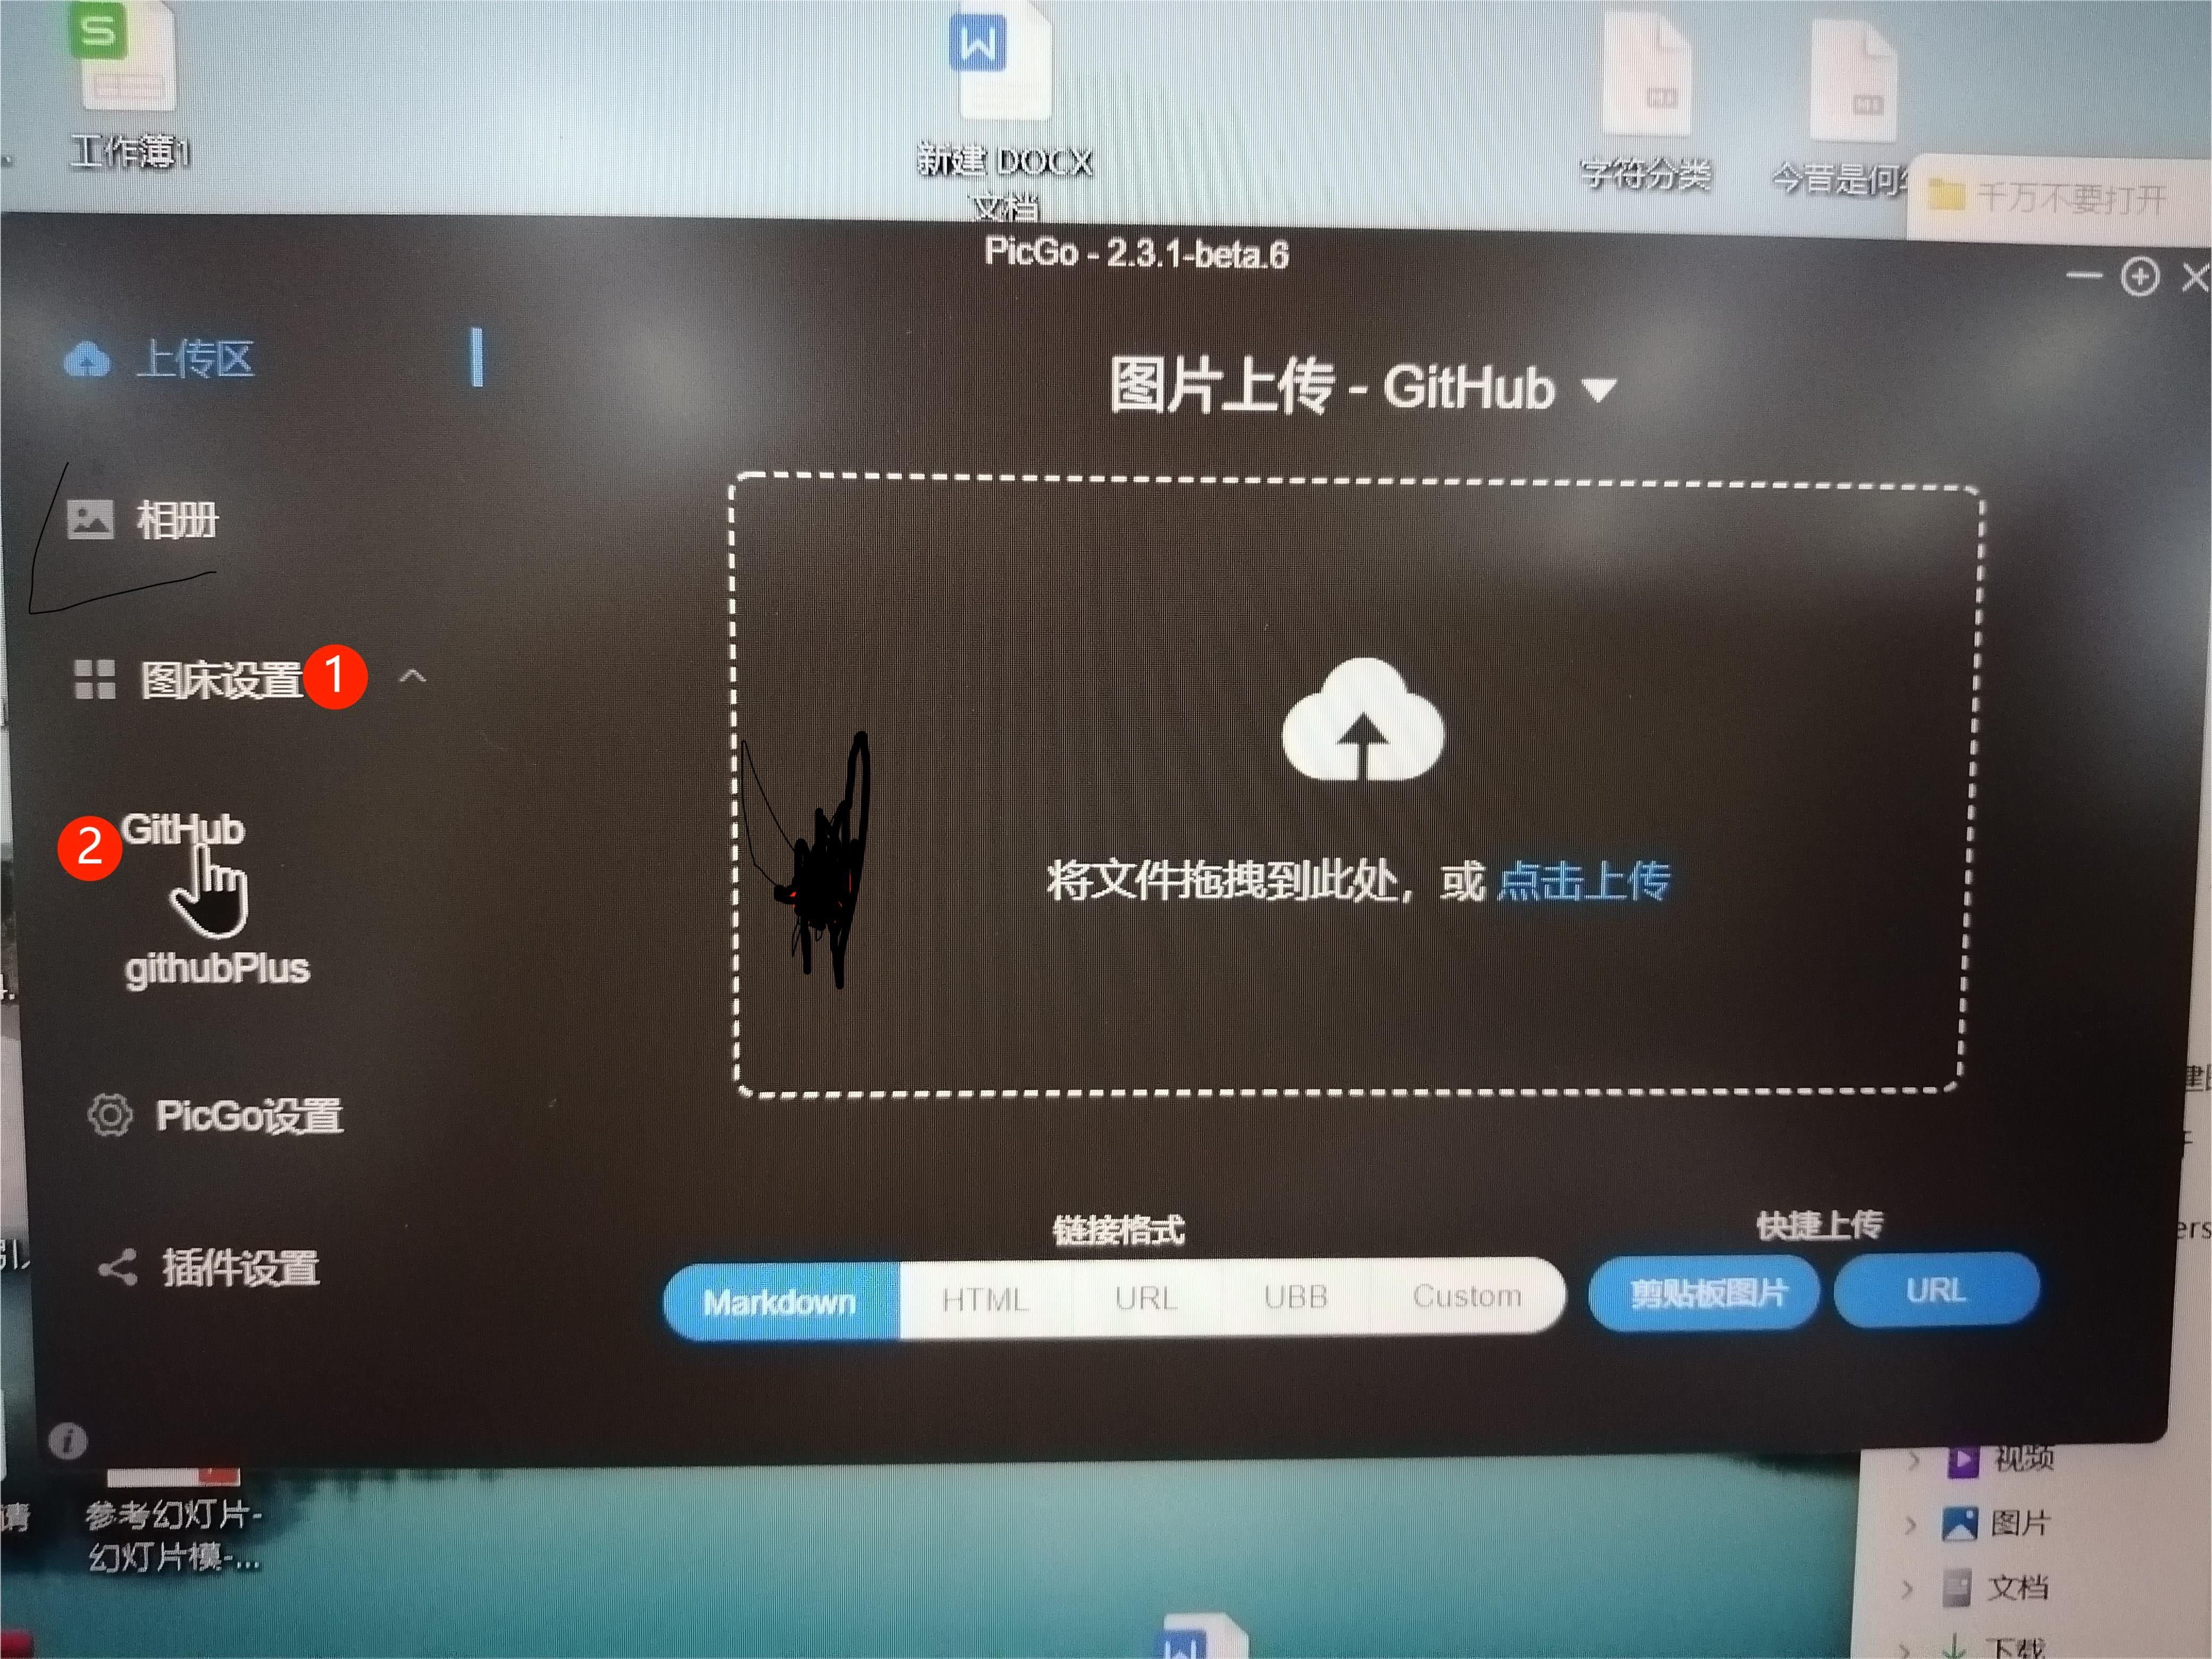 工作簿1
新建 DOCX
文档
字符分类
今昔是何
千万不要打开
PicGo - 2.3.1-beta.6
上传区
图片上传 - GitHub
相册
图床设置
1
2
GitHub
githubPlus
将文件拖拽到此处，或 点击上传
PicGo设置
插件设置
链接格式
快捷上传
Markdown
HTML
URL
UBB
Custom
剪贴板图片
URL
参考幻灯片-
幻灯片模-...
视频
图片
文档
下载